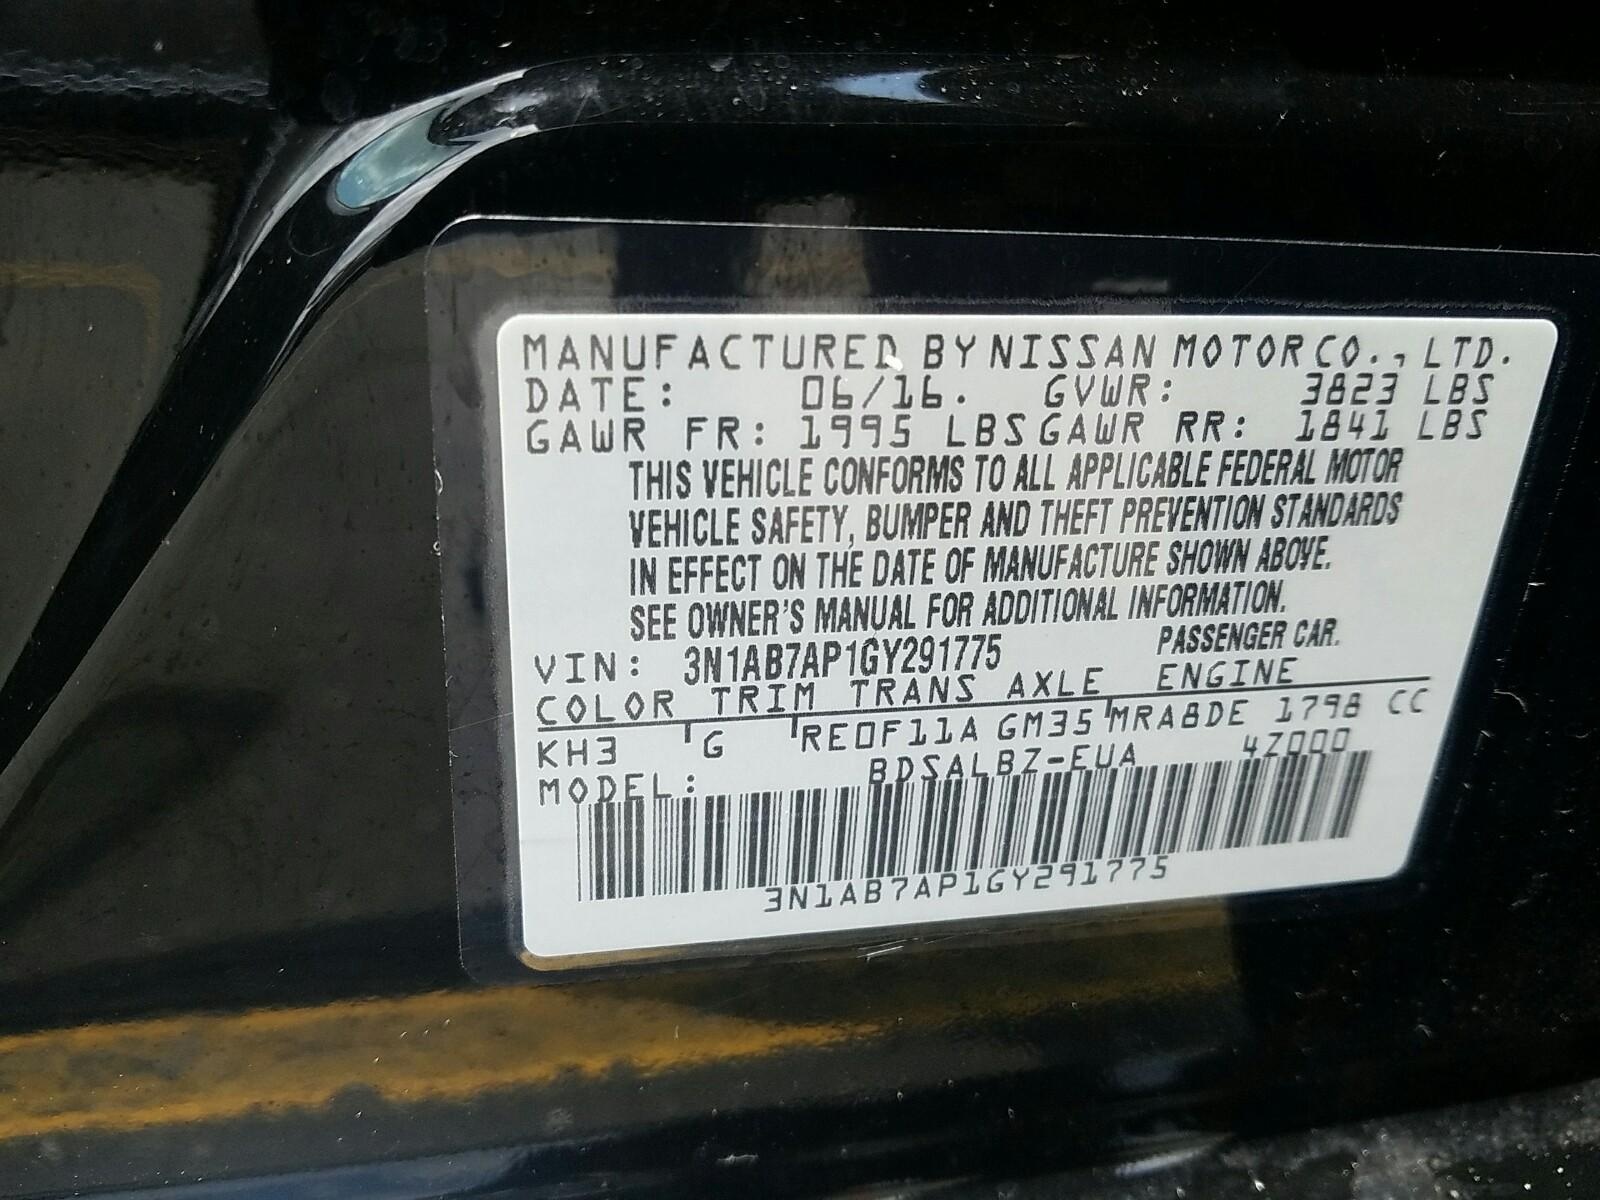 MANUFACTURED BY NISSAN MOTOR CO., LTD.
DATE: 06/16. GVWR: 3823 LBS
GAWR FR: 1995 LBS GAWR RR: 1841 LBS
THIS VEHICLE CONFORMS TO ALL APPLICABLE FEDERAL MOTOR
VEHICLE SAFETY, BUMPER AND THEFT PREVENTION STANDARDS
IN EFFECT ON THE DATE OF MANUFACTURE SHOWN ABOVE.
SEE OWNER'S MANUAL FOR ADDITIONAL INFORMATION.
VIN: 3N1AB7AP1GY291775 PASSENGER CAR.
COLOR TRIM TRANS AXLE ENGINE
KH3 G RE0F11A GM35 MRA8DE 1798 CC
MODEL: BDSALBZ-EUA 4Z000
3N1AB7AP1GY291775